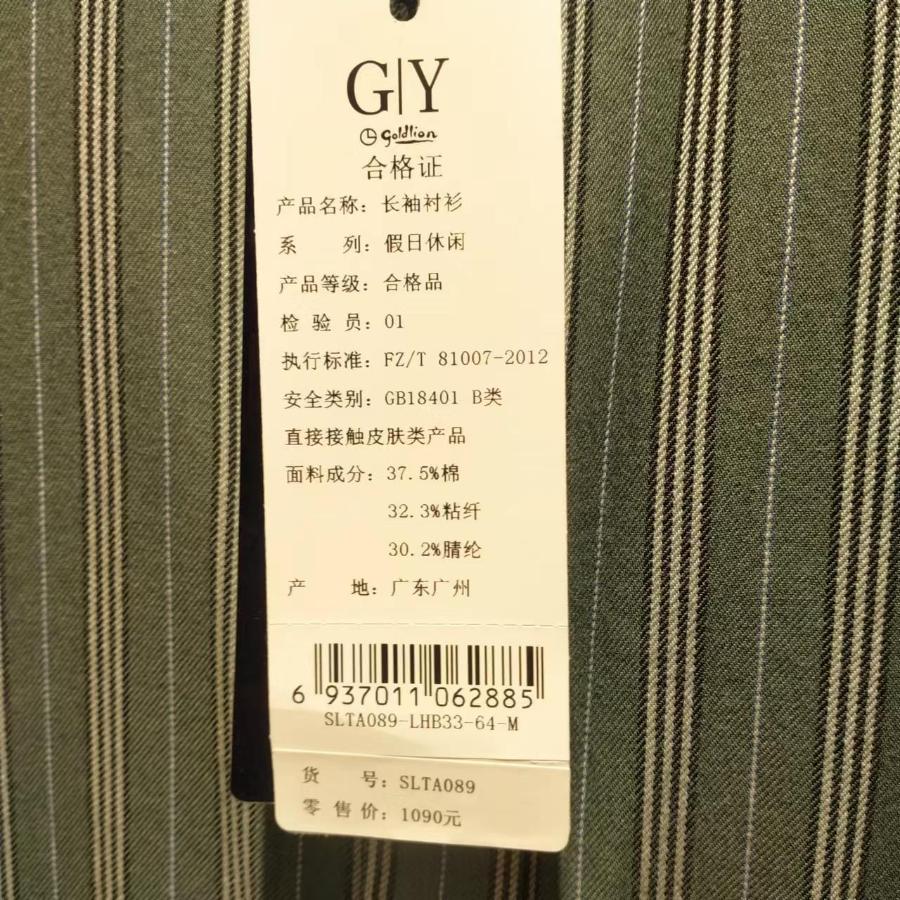 G|Y
goldlion
合格证
产品名称：长袖衬衫
系 列：假日休闲
产品等级：合格品
检 验 员：01
执行标准：FZ/T 81007-2012
安全类别：GB18401 B类
直接接触皮肤类产品
面料成分：37.5%棉
32.3%粘纤
30.2%腈纶
产 地：广东广州
6 937011 062885
SLTA089-LHB33-64-M
货 号：SLTA089
零 售 价：1090元